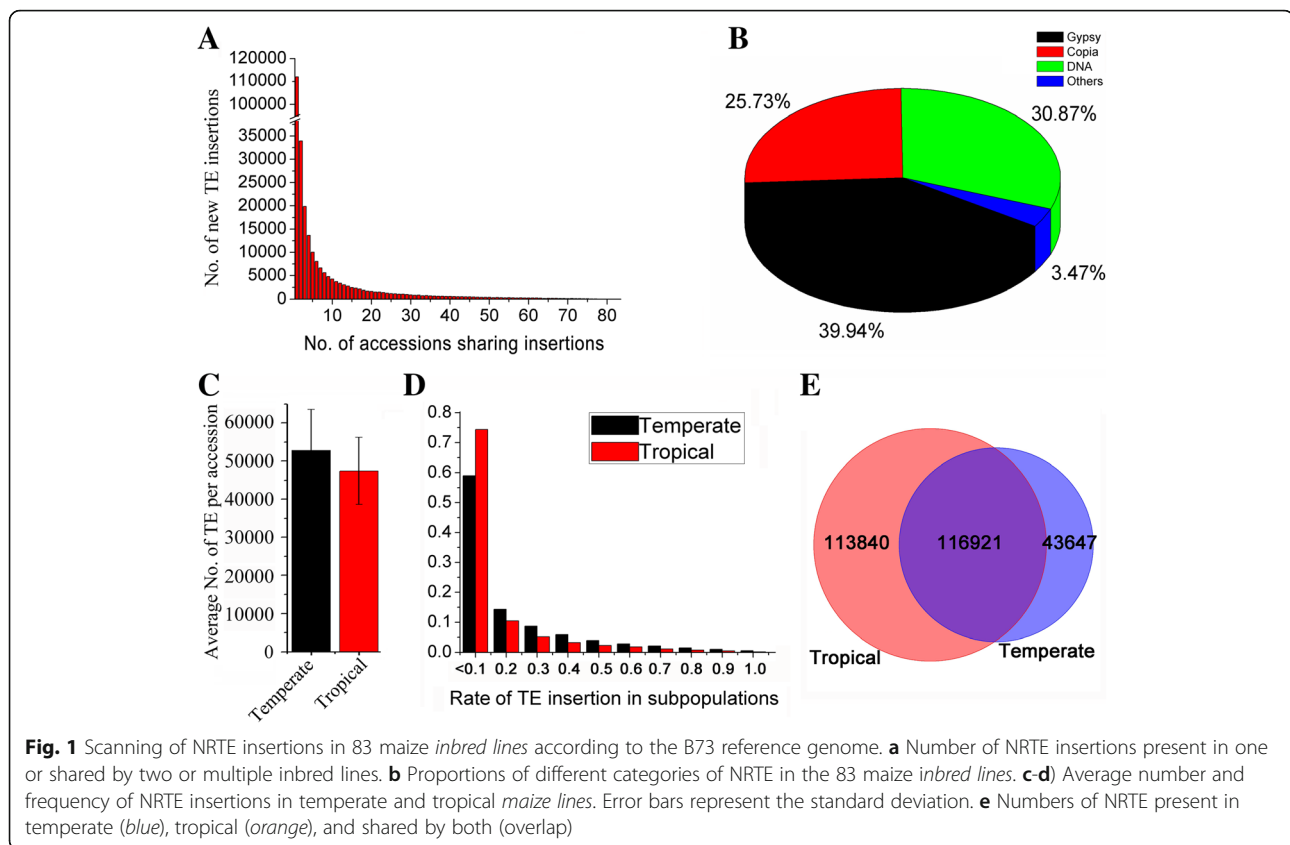 A
120000
110000
100000
35000
30000
25000
20000
15000
10000
5000
0
No. of new TE insertions
10 20 30 40 50 60 70 80
No. of accessions sharing insertions
B
Gypsy
Copia
DNA
Others
25.73%
30.87%
3.47%
39.94%
C
60000
50000
40000
30000
20000
10000
0
Average No. of TE per accession
Temperate
Tropical
D
0.8
0.7
0.6
0.5
0.4
0.3
0.2
0.1
0.0
Temperate
Tropical
<0.1 0.2 0.3 0.4 0.5 0.6 0.7 0.8 0.9 1.0
Rate of TE insertion in subpopulations
E
113840
116921
43647
Tropical
Temperate
Fig. 1 Scanning of NRTE insertions in 83 maize inbred lines according to the B73 reference genome. a Number of NRTE insertions present in one
or shared by two or multiple inbred lines. b Proportions of different categories of NRTE in the 83 maize inbred lines. c-d) Average number and
frequency of NRTE insertions in temperate and tropical maize lines. Error bars represent the standard deviation. e Numbers of NRTE present in
temperate (blue), tropical (orange), and shared by both (overlap)